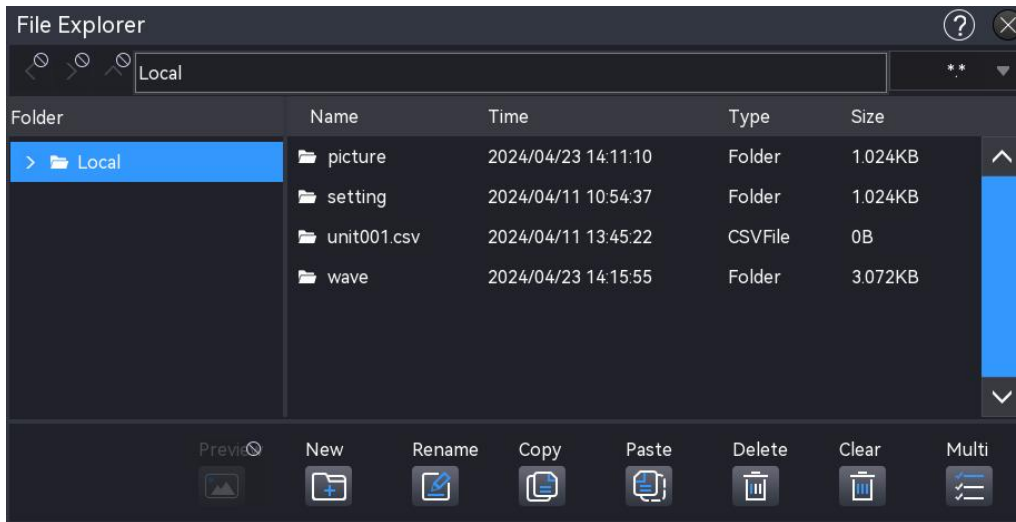 File Explorer ?
Local *.*
Folder Name Time Type Size
Local picture 2024/04/23 14:11:10 Folder 1.024KB
setting 2024/04/11 10:54:37 Folder 1.024KB
unit001.csv 2024/04/11 13:45:22 CSVFile 0B
wave 2024/04/23 14:15:55 Folder 3.072KB
Preview New Rename Copy Paste Delete Clear Multi